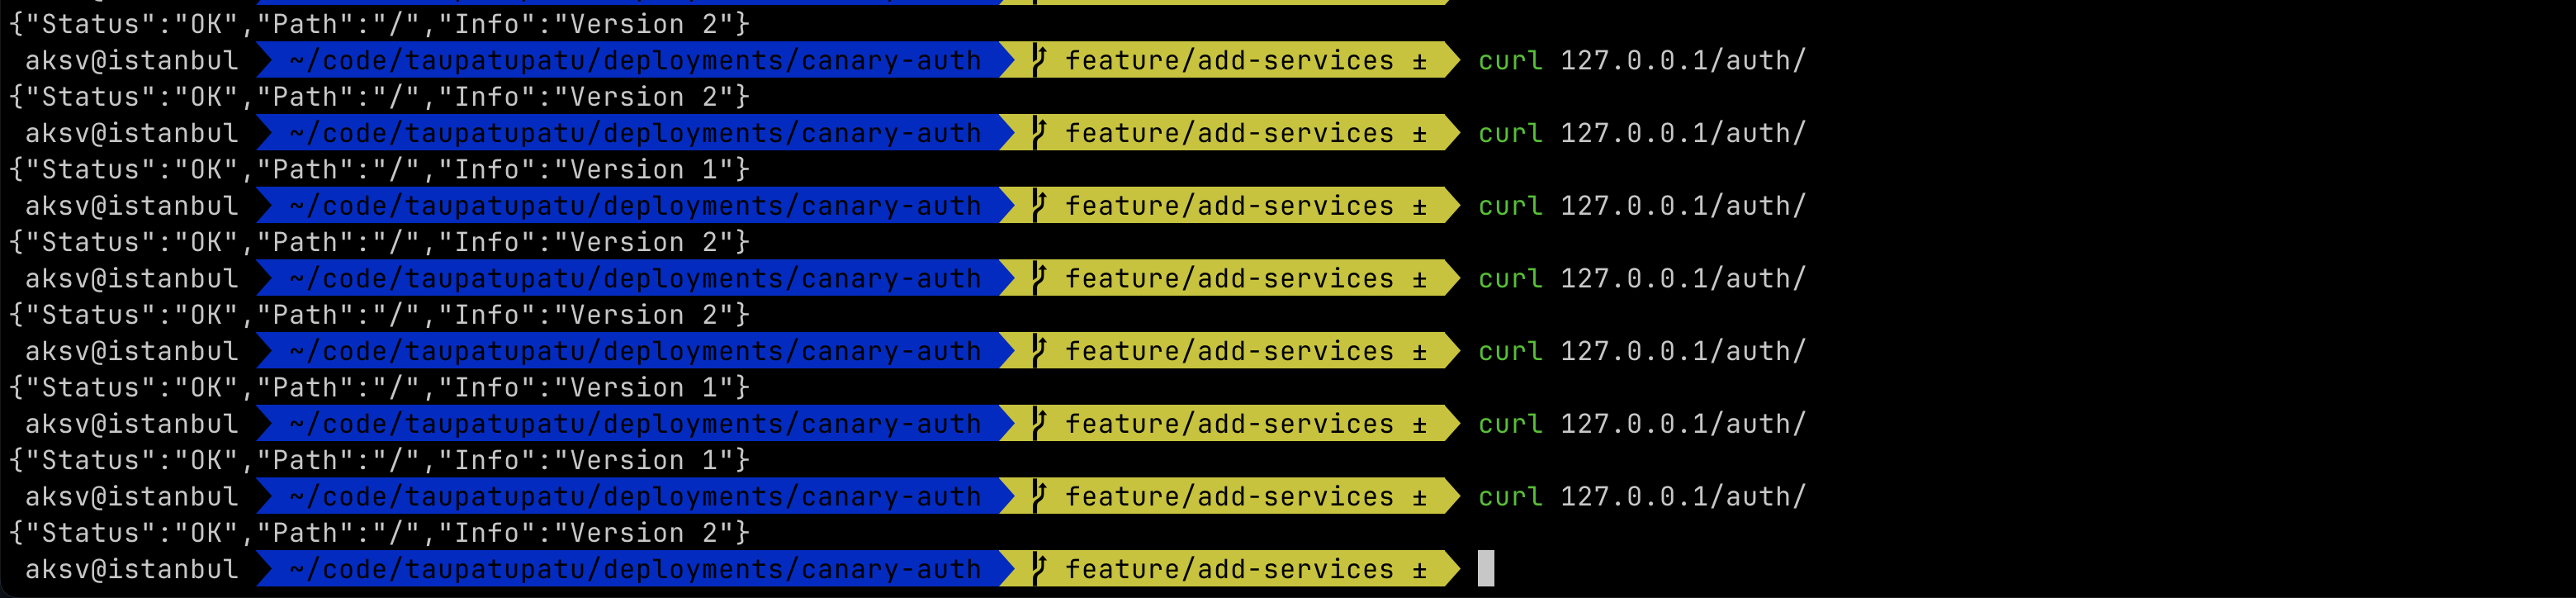 {"Status":"OK","Path":"/","Info":"Version 2"}
aksv@istanbul ~/code/taupatupatu/deployments/canary-auth feature/add-services ± curl 127.0.0.1/auth/
{"Status":"OK","Path":"/","Info":"Version 2"}
aksv@istanbul ~/code/taupatupatu/deployments/canary-auth feature/add-services ± curl 127.0.0.1/auth/
{"Status":"OK","Path":"/","Info":"Version 1"}
aksv@istanbul ~/code/taupatupatu/deployments/canary-auth feature/add-services ± curl 127.0.0.1/auth/
{"Status":"OK","Path":"/","Info":"Version 2"}
aksv@istanbul ~/code/taupatupatu/deployments/canary-auth feature/add-services ± curl 127.0.0.1/auth/
{"Status":"OK","Path":"/","Info":"Version 2"}
aksv@istanbul ~/code/taupatupatu/deployments/canary-auth feature/add-services ± curl 127.0.0.1/auth/
{"Status":"OK","Path":"/","Info":"Version 1"}
aksv@istanbul ~/code/taupatupatu/deployments/canary-auth feature/add-services ± curl 127.0.0.1/auth/
{"Status":"OK","Path":"/","Info":"Version 1"}
aksv@istanbul ~/code/taupatupatu/deployments/canary-auth feature/add-services ± curl 127.0.0.1/auth/
{"Status":"OK","Path":"/","Info":"Version 2"}
aksv@istanbul ~/code/taupatupatu/deployments/canary-auth feature/add-services ±